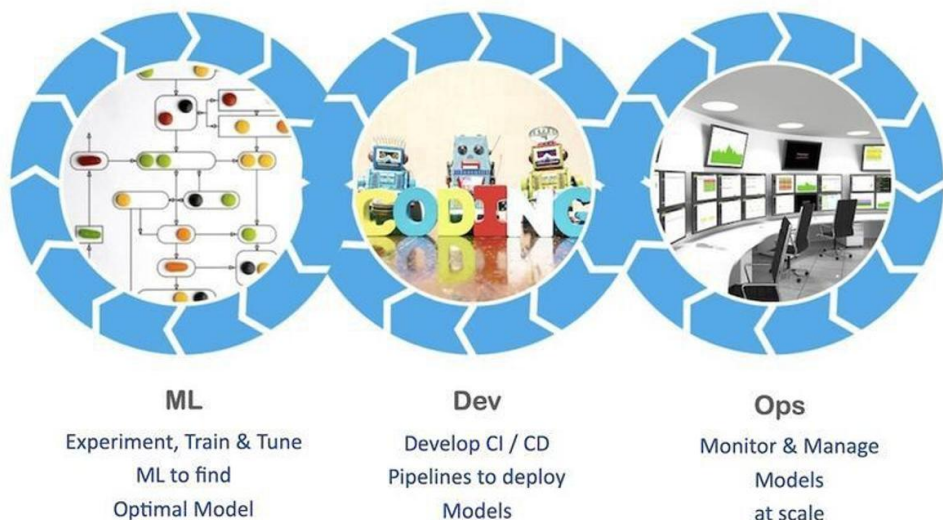 CODING
ML
Experiment, Train & Tune
ML to find
Optimal Model
Dev
Develop CI / CD
Pipelines to deploy
Models
Ops
Monitor & Manage
Models
at scale